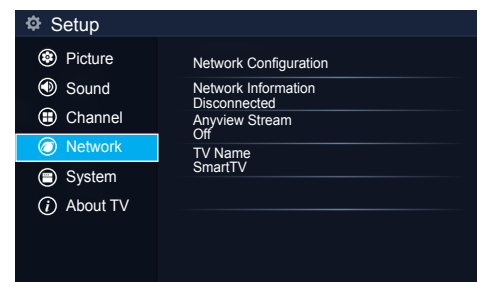 Setup
Picture
Sound
Channel
Network
System
About TV
Network Configuration
Network Information
Disconnected
Anyview Stream
Off
TV Name
SmartTV